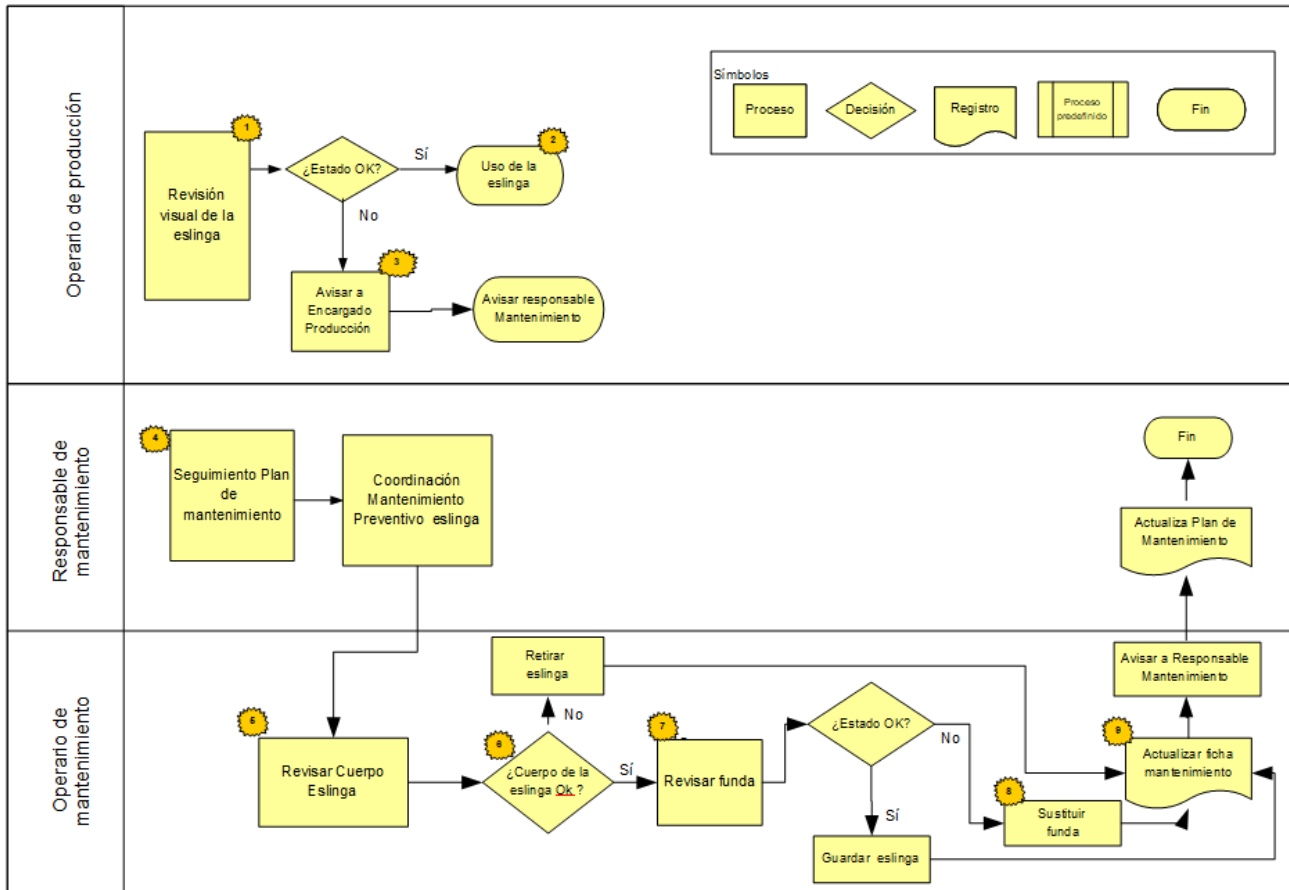 Operario de producción
Símbolos
Proceso
Decisión
Registro
Proceso
predefinido
Fin
1
Revisión
visual de la
eslinga
¿Estado OK?
Sí
2
Uso de la
eslinga
No
3
Avisar a
Encargado
Producción
Avisar responsable
Mantenimiento
Responsable de
mantenimiento
4
Seguimiento Plan
de
mantenimiento
Coordinación
Mantenimiento
Preventivo eslinga
Fin
Actualiza Plan de
Mantenimiento
Operario de
mantenimiento
5
Revisar Cuerpo
Eslinga
Retirar
eslinga
No
6
¿Cuerpo de la
eslinga Ok.?
Sí
7
Revisar funda
¿Estado OK?
No
Sí
Guardar eslinga
8
Sustituir
funda
9
Actualizar ficha
mantenimiento
Avisar a Responsable
Mantenimiento